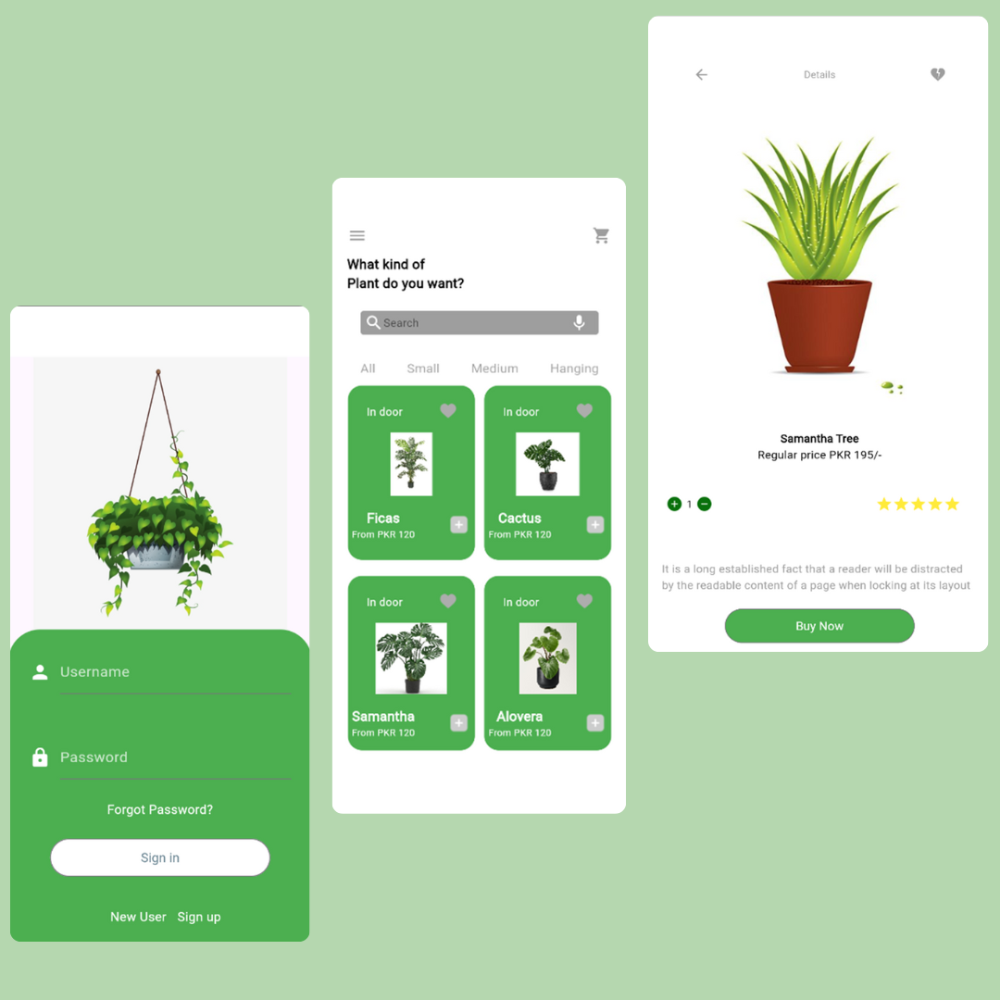 Username
Password
Forgot Password?
Sign in
New User Sign up
What kind of
Plant do you want?
Search
All Small Medium Hanging
In door
Ficas
From PKR 120
In door
Cactus
From PKR 120
In door
Samantha
From PKR 120
In door
Alovera
From PKR 120
Details
Samantha Tree
Regular price PKR 195/-
1
It is a long established fact that a reader will be distracted
by the readable content of a page when locking at its layout
Buy Now